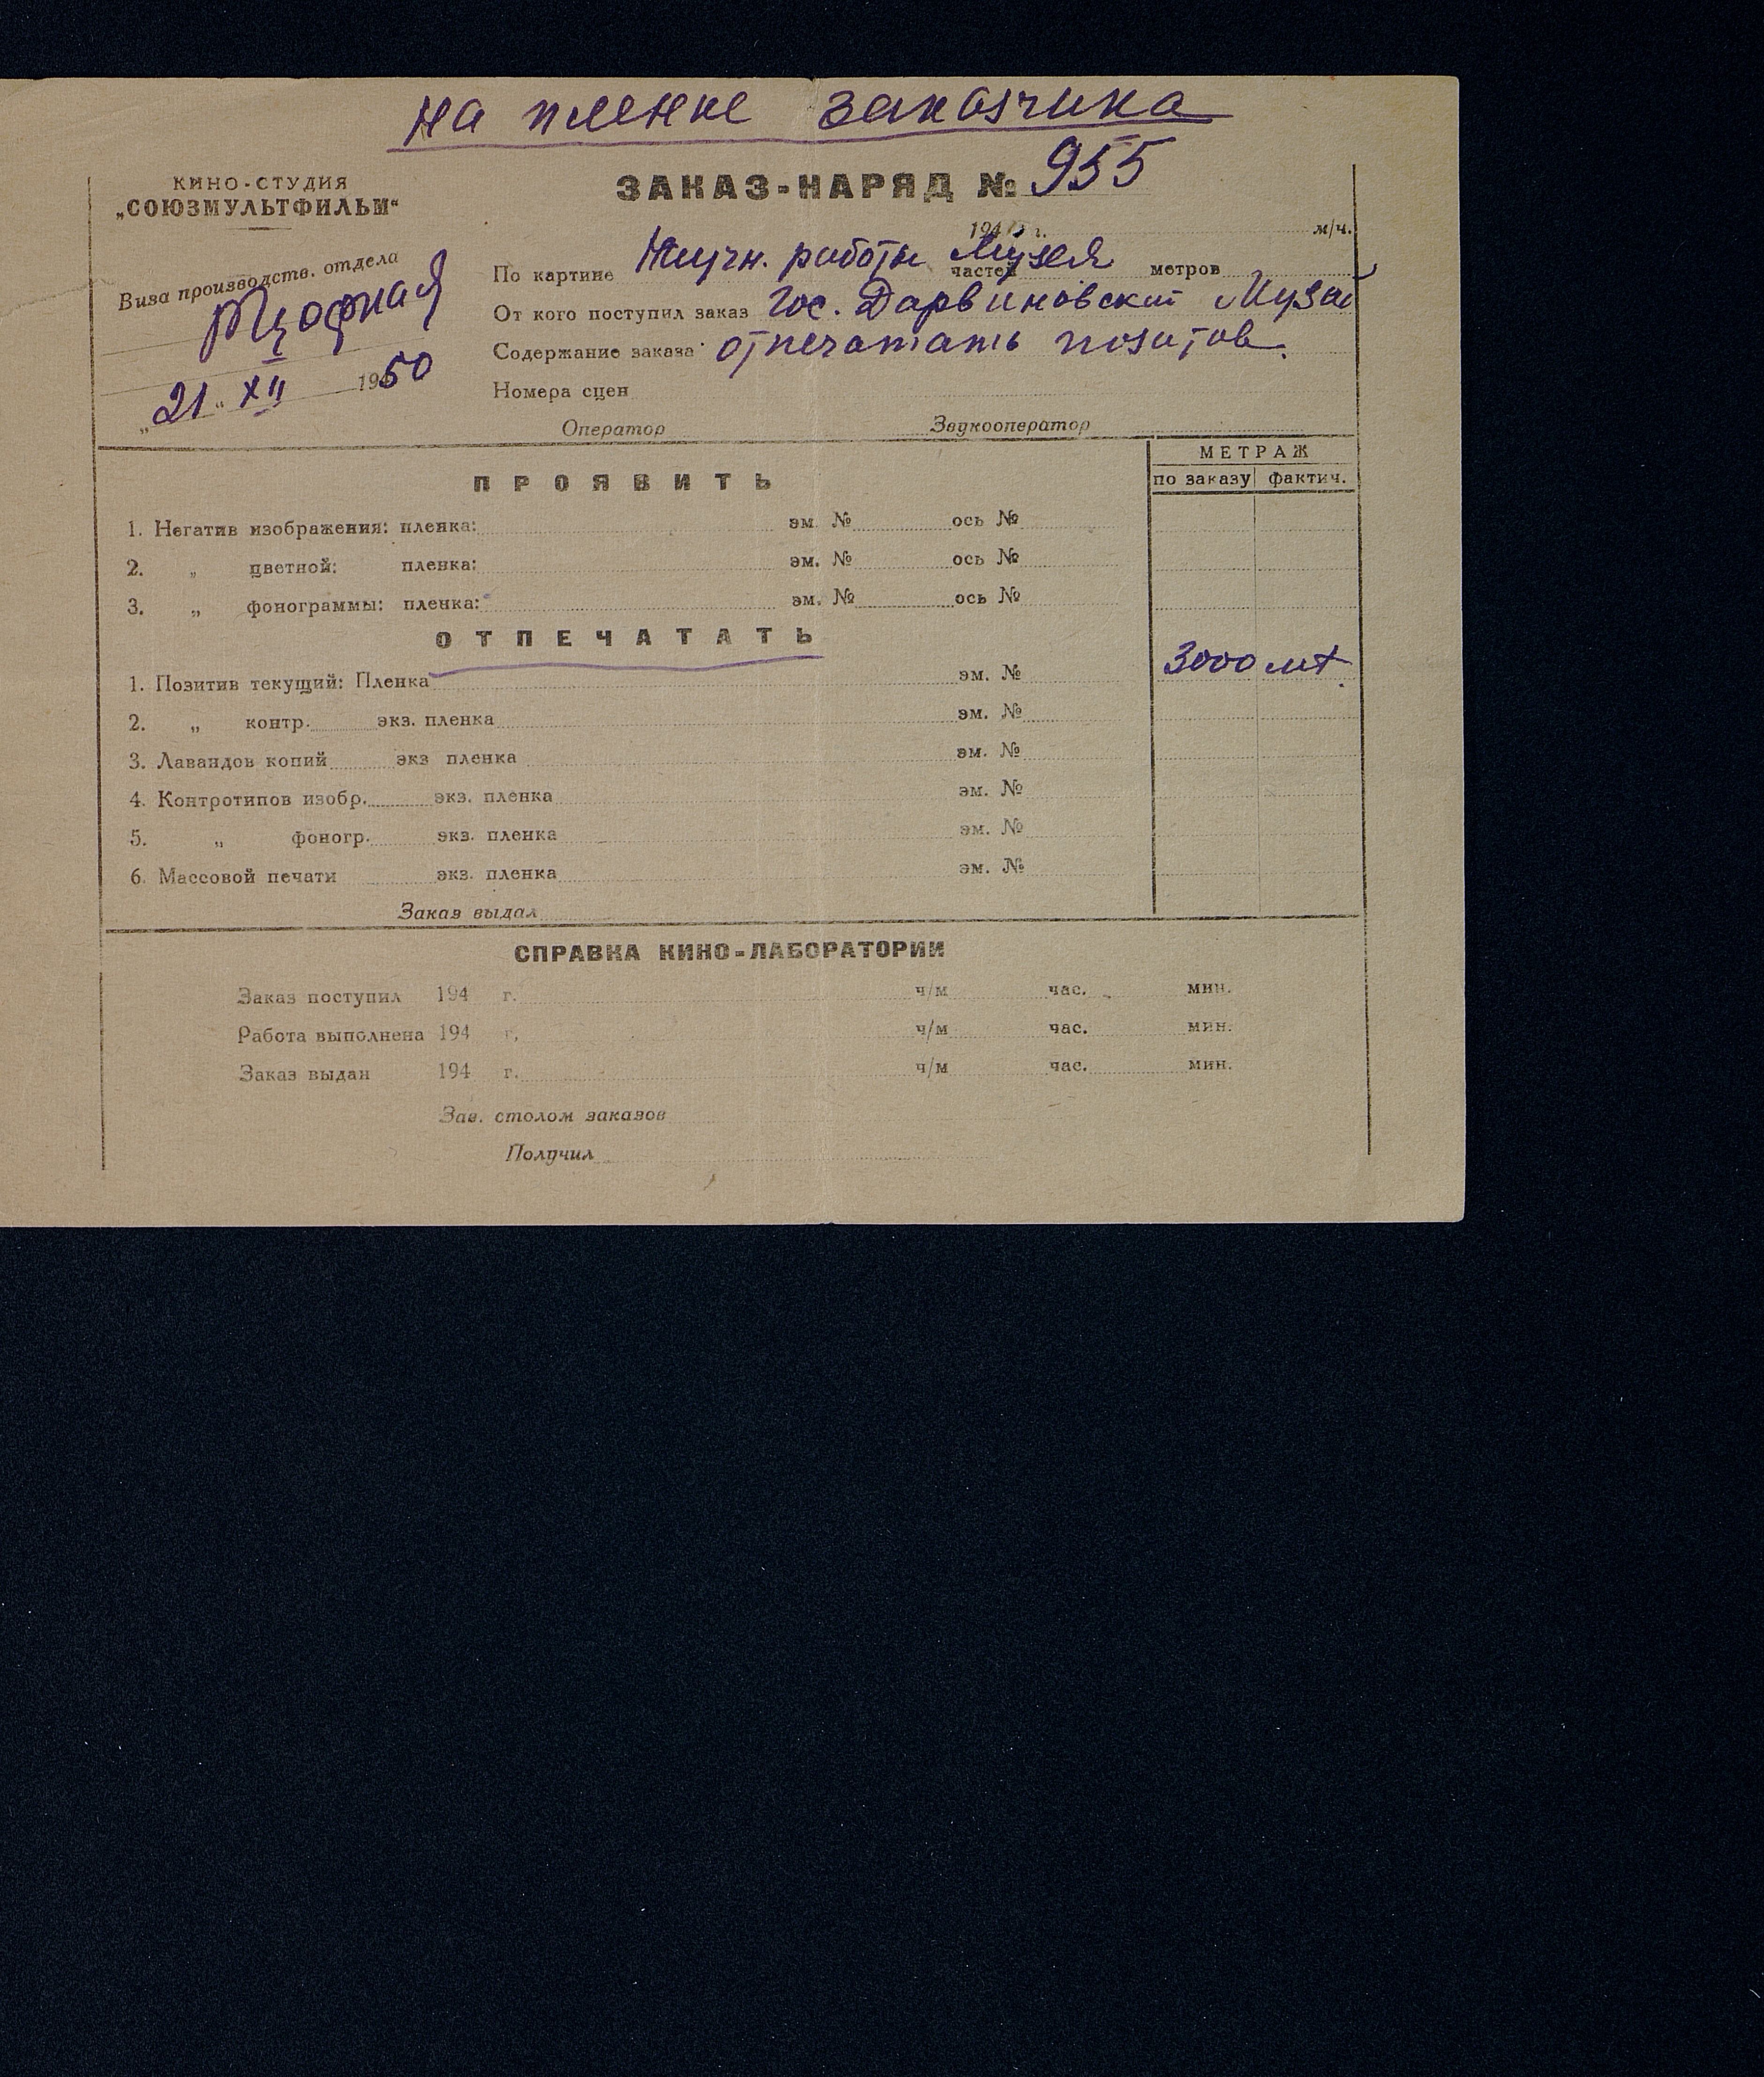 на пленке заказчика
КИНО-СТУДИЯ
„СОЮЗМУЛЬТФИЛЬМ“
ЗАКАЗ-НАРЯД № 955
194 г. м/ч.
Виза производств. отдела
„21“ XII 1950
По картине Научн. работы Музея частей метров
От кого поступил заказ Гос. Дарвиновский Музей
Содержание заказа отпечатать позитов.
Номера сцен
Оператор Звукооператор
МЕТРАЖ
по заказу фактич.
ПРОЯВИТЬ
1. Негатив изображения: пленка: эм. № ось №
2. „ цветной: пленка: эм. № ось №
3. „ фонограммы: пленка: эм. № ось №
ОТПЕЧАТАТЬ
1. Позитив текущий: Пленка эм. № 3000 мт.
2. „ контр. экз. пленка эм. №
3. Лавандов копий экз пленка эм. №
4. Контротипов изобр. экз. пленка эм. №
5. „ фоногр. экз. пленка эм. №
6. Массовой печати экз. пленка эм. №
Заказ выдал
СПРАВКА КИНО-ЛАБОРАТОРИИ
Заказ поступил 194 г. ч/м час. мин.
Работа выполнена 194 г. ч/м час. мин.
Заказ выдан 194 г. ч/м час. мин.
Зав. столом заказов
Получил